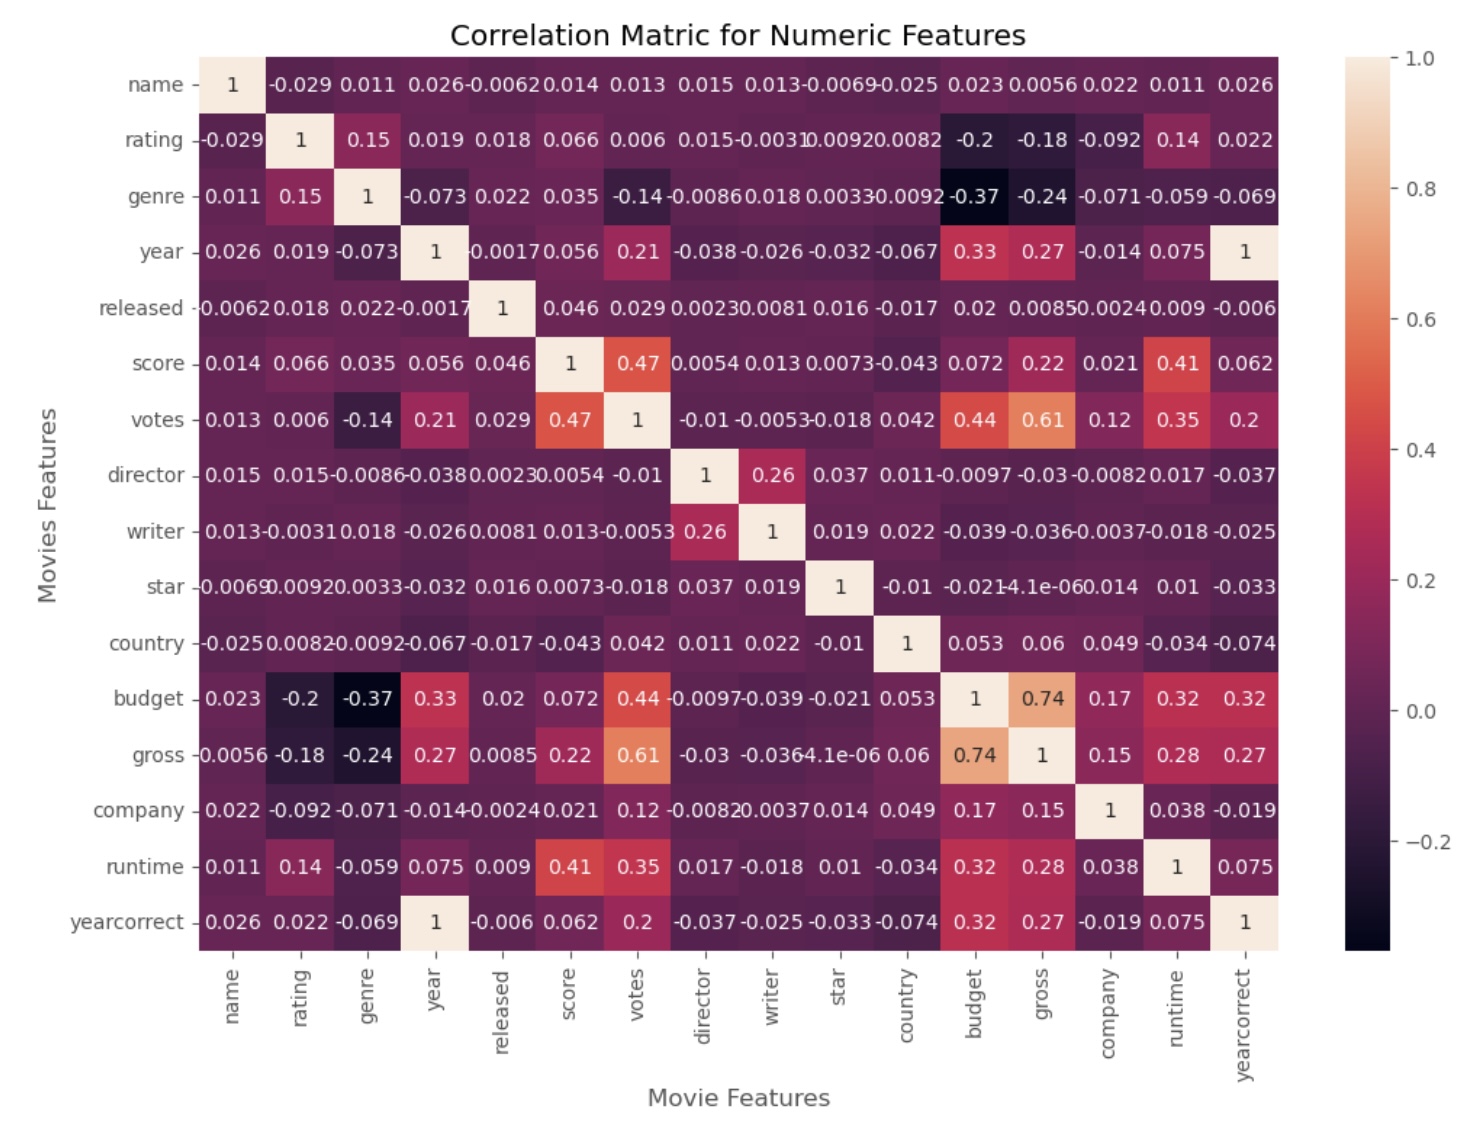 Correlation Matric for Numeric Features
name 1 -0.029 0.011 0.026 -0.0062 0.014 0.013 0.015 0.013 -0.0069 -0.025 0.023 0.0056 0.022 0.011 0.026
rating -0.029 1 0.15 0.019 0.018 0.066 0.006 0.015 -0.0031 0.0092 0.0082 -0.2 -0.18 -0.092 0.14 0.022
genre 0.011 0.15 1 -0.073 0.022 0.035 -0.14 -0.0086 0.018 0.0033 -0.0092 -0.37 -0.24 -0.071 -0.059 -0.069
year 0.026 0.019 -0.073 1 -0.0017 0.056 0.21 -0.038 -0.026 -0.032 -0.067 0.33 0.27 -0.014 0.075 1
released -0.0062 0.018 0.022 -0.0017 1 0.046 0.029 0.0023 0.0081 0.016 -0.017 0.02 0.0085 -0.0024 0.009 -0.006
score 0.014 0.066 0.035 0.056 0.046 1 0.47 0.0054 0.013 0.0073 -0.043 0.072 0.22 0.021 0.41 0.062
votes 0.013 0.006 -0.14 0.21 0.029 0.47 1 -0.01 -0.0053 -0.018 0.042 0.44 0.61 0.12 0.35 0.2
director 0.015 0.015 -0.0086 -0.038 0.0023 0.0054 -0.01 1 0.26 0.037 0.011 -0.0097 -0.03 -0.0082 0.017 -0.037
writer 0.013 -0.0031 0.018 -0.026 0.0081 0.013 -0.0053 0.26 1 0.019 0.022 -0.039 -0.036 -0.0037 -0.018 -0.025
star -0.0069 0.0092 0.0033 -0.032 0.016 0.0073 -0.018 0.037 0.019 1 -0.01 -0.021 -4.1e-06 0.014 0.01 -0.033
country -0.025 0.0082 -0.0092 -0.067 -0.017 -0.043 0.042 0.011 0.022 -0.01 1 0.053 0.06 0.049 -0.034 -0.074
budget 0.023 -0.2 -0.37 0.33 0.02 0.072 0.44 -0.0097 -0.039 -0.021 0.053 1 0.74 0.17 0.32 0.32
gross 0.0056 -0.18 -0.24 0.27 0.0085 0.22 0.61 -0.03 -0.036 -4.1e-06 0.06 0.74 1 0.15 0.28 0.27
company 0.022 -0.092 -0.071 -0.014 -0.0024 0.021 0.12 -0.0082 -0.0037 0.014 0.049 0.17 0.15 1 0.038 -0.019
runtime 0.011 0.14 -0.059 0.075 0.009 0.41 0.35 0.017 -0.018 0.01 -0.034 0.32 0.28 0.038 1 0.075
yearcorrect 0.026 0.022 -0.069 1 -0.006 0.062 0.2 -0.037 -0.025 -0.033 -0.074 0.32 0.27 -0.019 0.075 1
name rating genre year released score votes director writer star country budget gross company runtime yearcorrect
Movies Features
Movie Features
1.0
0.8
0.6
0.4
0.2
0.0
−0.2